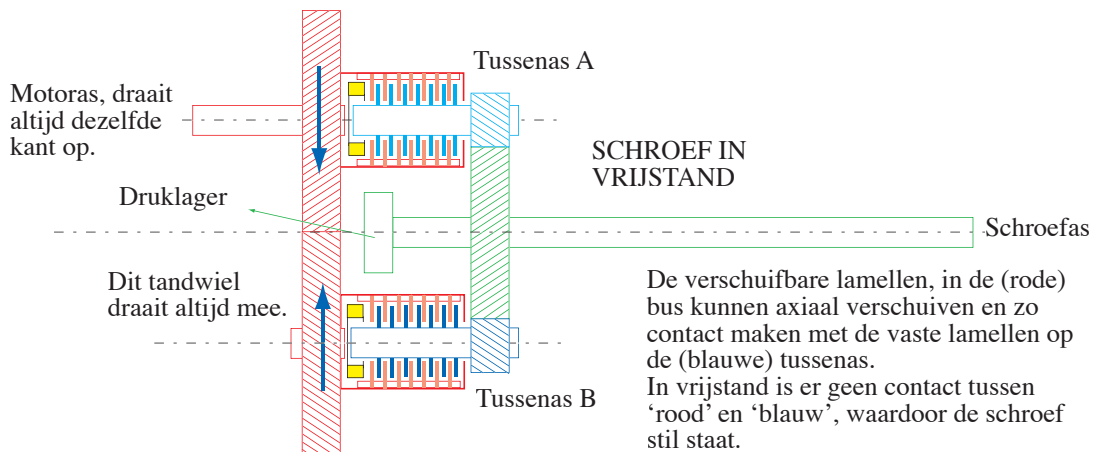 Tussenas A
Motoras, draait
altijd dezelfde
kant op.
SCHROEF IN
VRIJSTAND
Druklager
Schroefas
Dit tandwiel
draait altijd mee.
De verschuifbare lamellen, in de (rode)
bus kunnen axiaal verschuiven en zo
contact maken met de vaste lamellen op
de (blauwe) tussenas.
In vrijstand is er geen contact tussen
‘rood’ en ‘blauw’, waardoor de schroef
stil staat.
Tussenas B